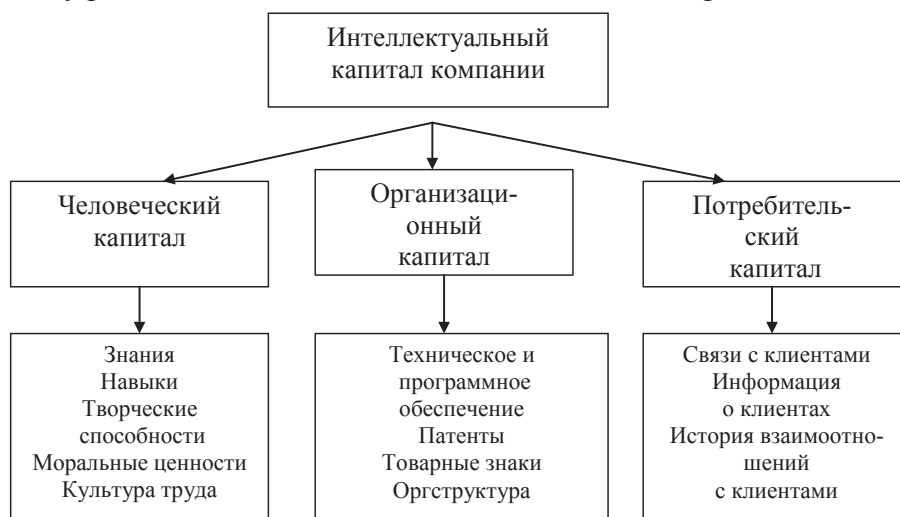 Интеллектуальный
капитал компании
Человеческий
капитал
Организаци-
онный
капитал
Потребитель-
ский
капитал
Знания
Навыки
Творческие
способности
Моральные ценности
Культура труда
Техническое и
программное
обеспечение
Патенты
Товарные знаки
Оргструктура
Связи с клиентами
Информация
о клиентах
История взаимоотно-
шений
с клиентами